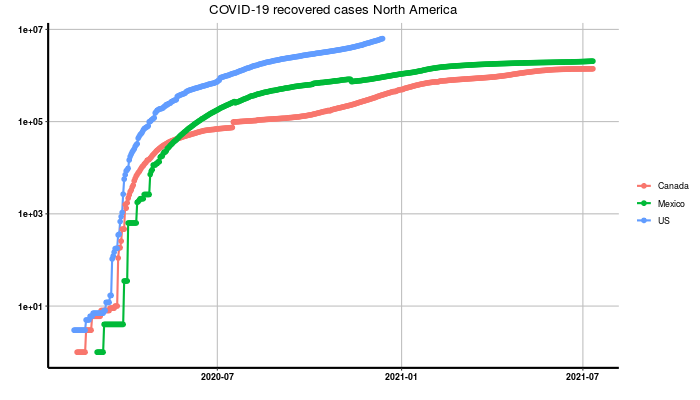 COVID-19 recovered cases North America
1e+07
1e+05
1e+03
1e+01
2020-07
2021-01
2021-07
Canada
Mexico
US